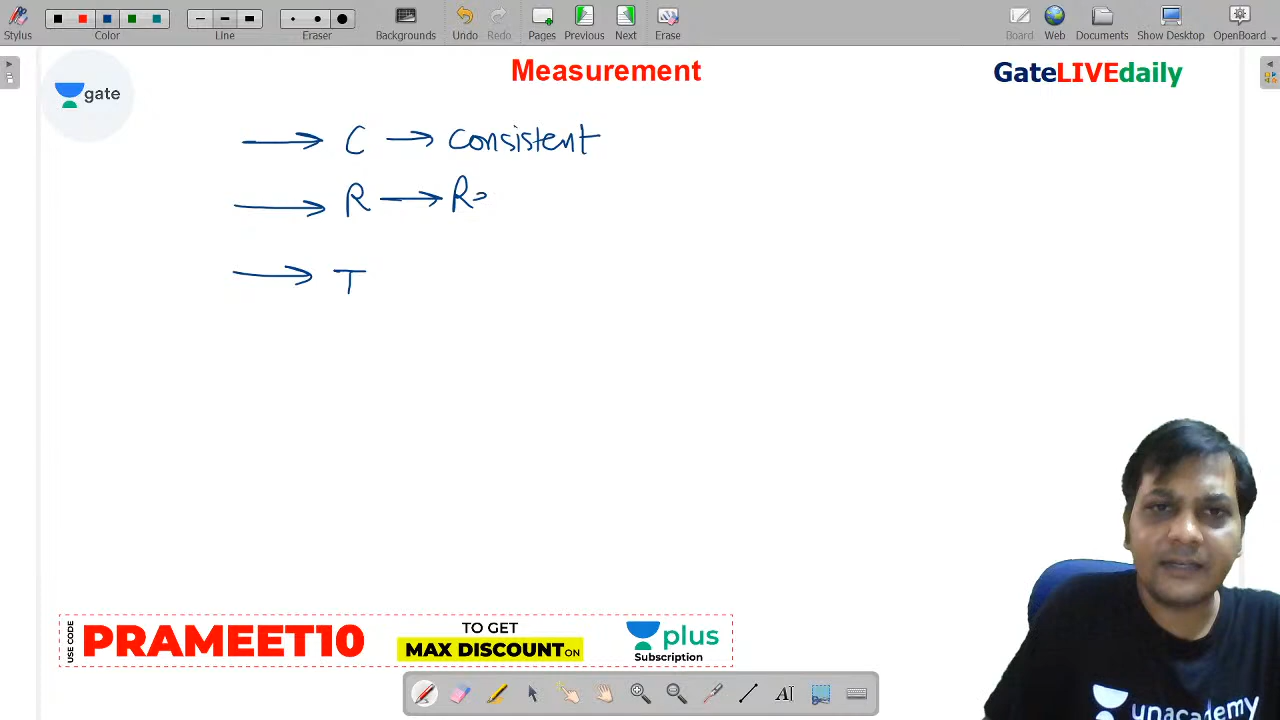 Stylus
Color
Line
Eraser
Backgrounds
Undo
Redo
Pages
Previous
Next
Erase
Board
Web
Documents
Show Desktop
OpenBoard
gate
Measurement
GateLIVEdaily
→ C → Consistent
→ R → R
→ T
USE CODE
PRAMEET10
TO GET
MAX DISCOUNT ON
plus
Subscription
unacademy